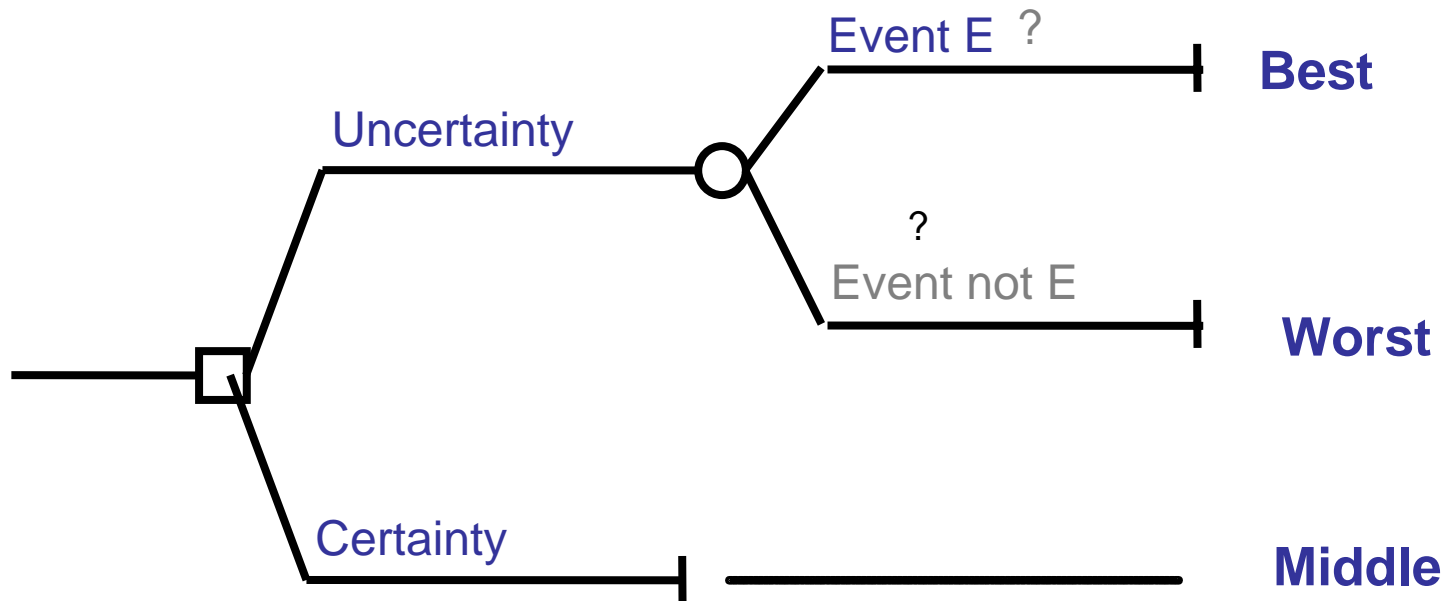 Event E ?
Best
Uncertainty
?
Event not E
Worst
Certainty
Middle